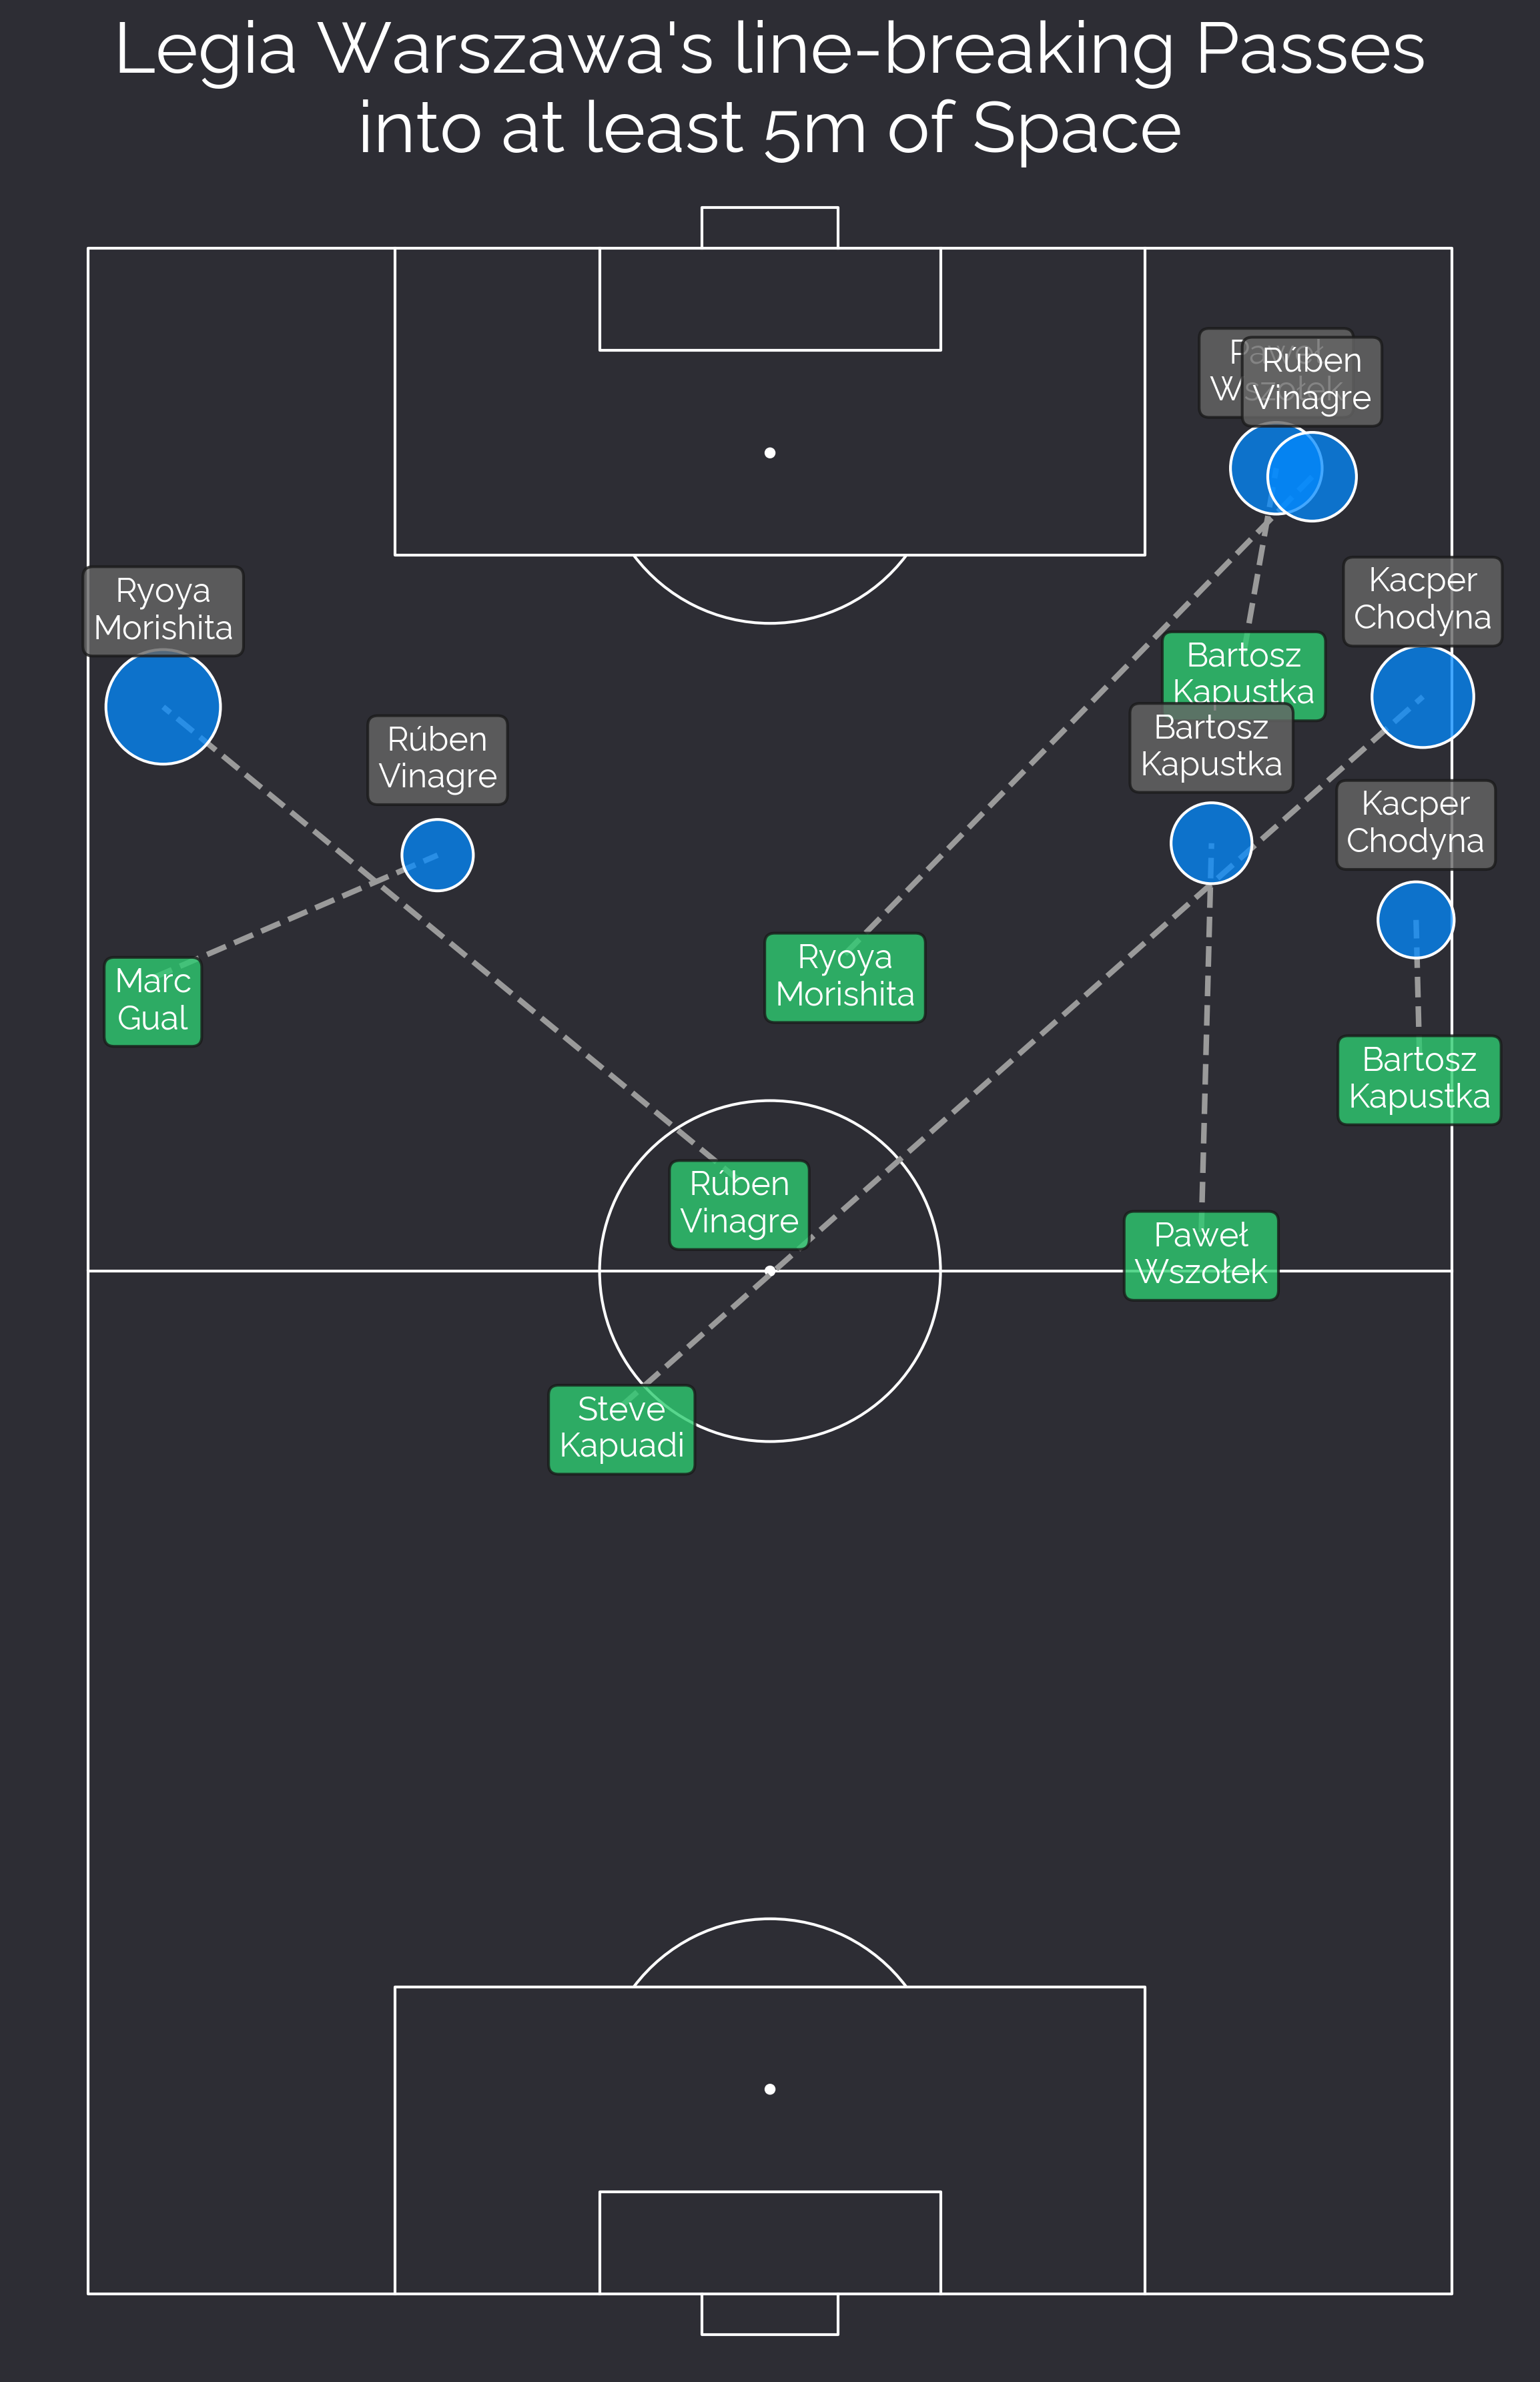 Legia Warszawa's line-breaking Passes
into at least 5m of Space
Paweł
Wszołek
Rúben
Vinagre
Kacper
Chodyna
Ryoya
Morishita
Bartosz
Kapustka
Bartosz
Kapustka
Rúben
Vinagre
Kacper
Chodyna
Ryoya
Morishita
Marc
Gual
Bartosz
Kapustka
Rúben
Vinagre
Paweł
Wszołek
Steve
Kapuadi